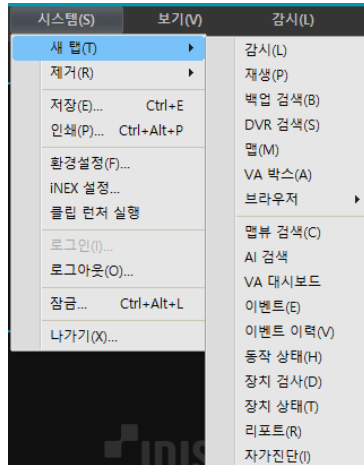 시스템(S) 보기(V) 감시(L)
새 탭(T)
제거(R)
저장(E)... Ctrl+E
인쇄(P)... Ctrl+Alt+P
환경설정(F)...
iNEX 설정...
클립 런처 실행
로그인(I)...
로그아웃(O)...
잠금... Ctrl+Alt+L
나가기(X)...
감시(L)
재생(P)
백업 검색(B)
DVR 검색(S)
맵(M)
VA 박스(A)
브라우저
맵뷰 검색(C)
AI 검색
VA 대시보드
이벤트(E)
이벤트 이력(V)
동작 상태(H)
장치 검사(D)
장치 상태(T)
리포트(R)
자가진단(I)